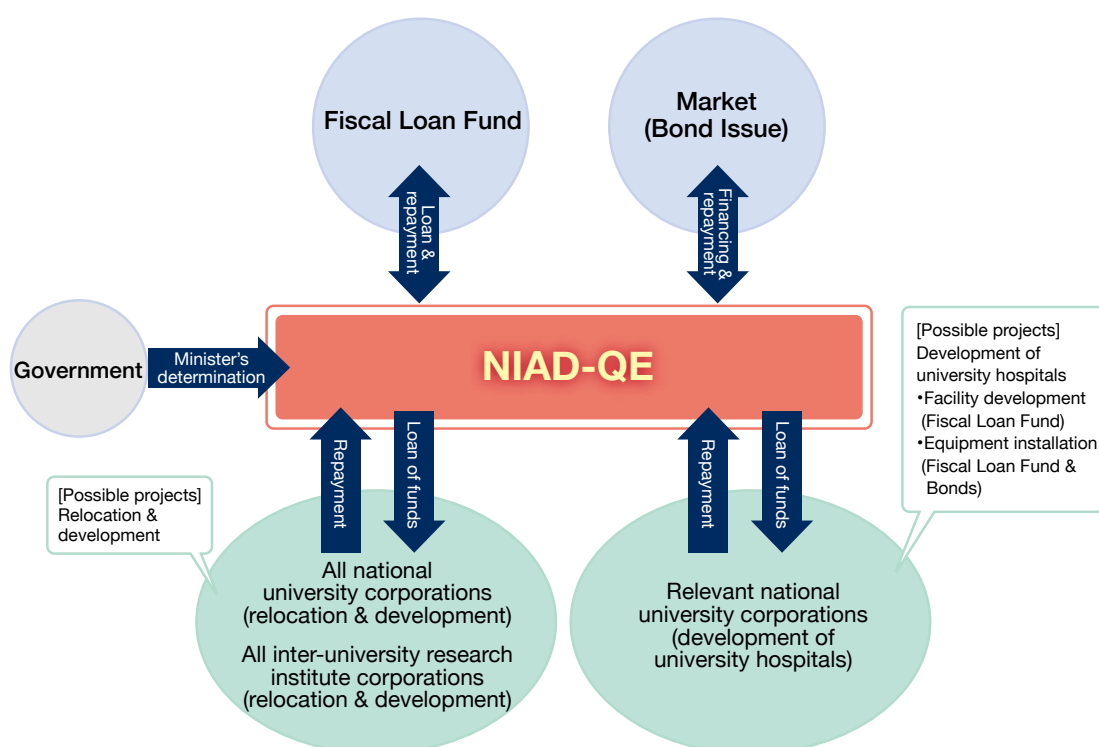 Fiscal Loan Fund
Market
(Bond Issue)
Loan &
repayment
Financing &
repayment
Government
Minister's
determination
NIAD-QE
[Possible projects]
Development of
university hospitals
•Facility development
(Fiscal Loan Fund)
•Equipment installation
(Fiscal Loan Fund &
Bonds)
Repayment
Loan of funds
Repayment
Loan of funds
[Possible projects]
Relocation &
development
All national
university corporations
(relocation & development)
All inter-university research
institute corporations
(relocation & development)
Relevant national
university corporations
(development of
university hospitals)